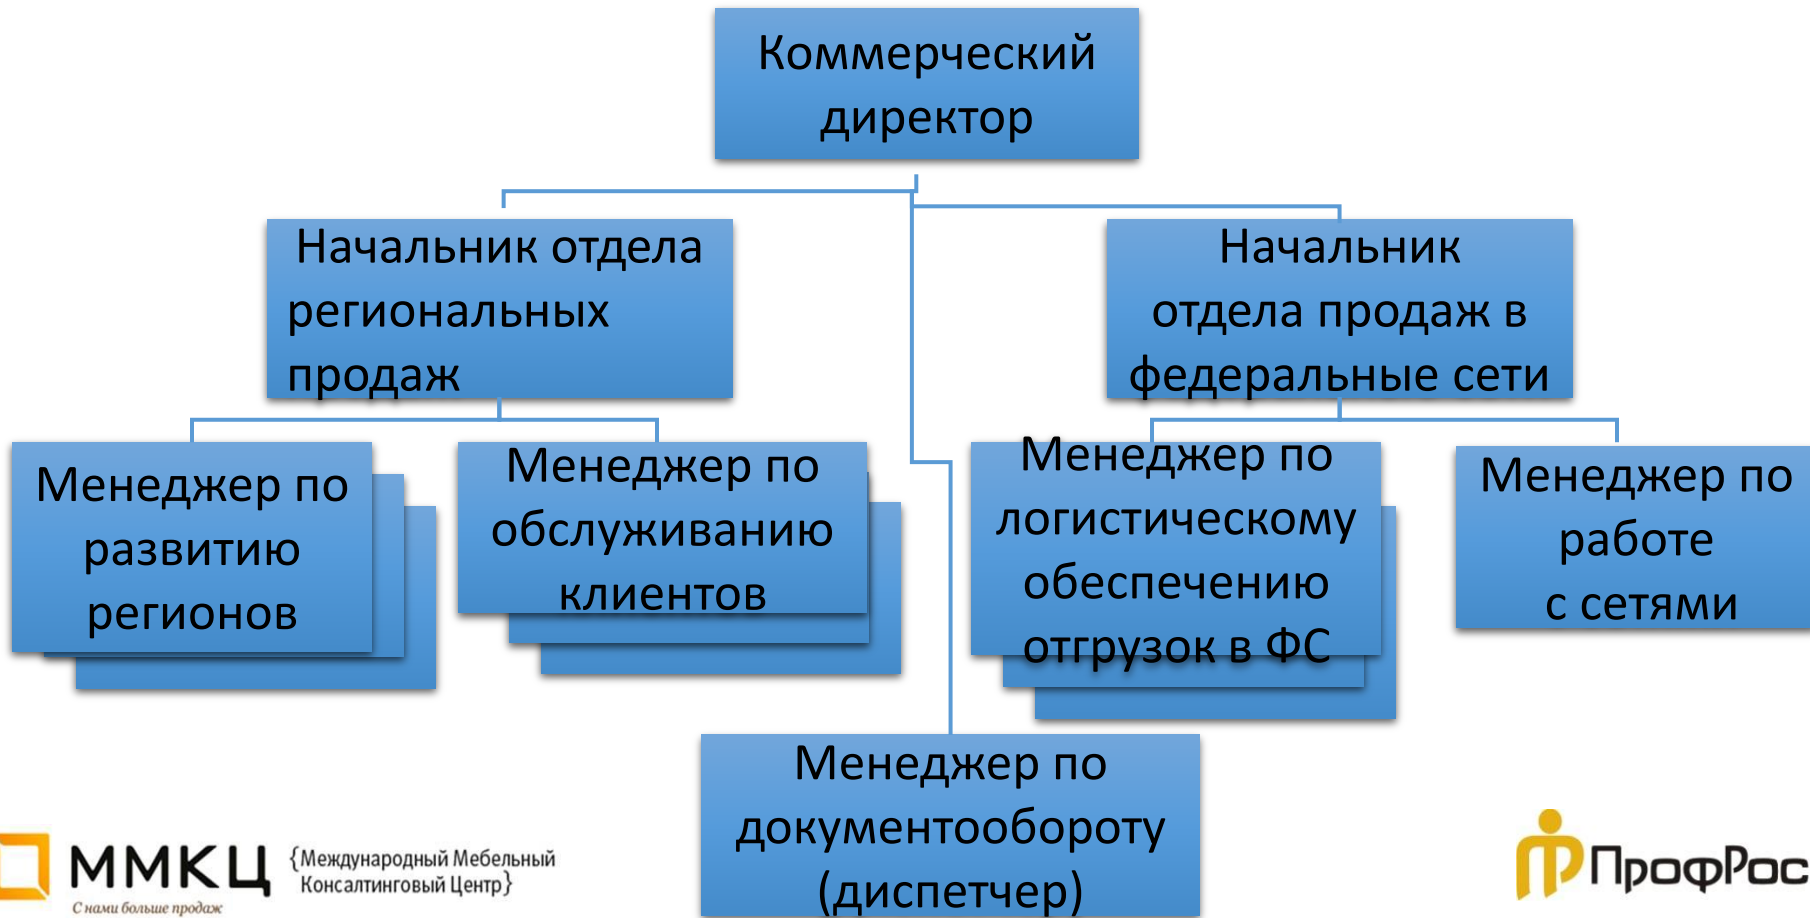 Коммерческий
директор
Начальник отдела
региональных
продаж
Начальник
отдела продаж в
федеральные сети
Менеджер по
развитию
регионов
Менеджер по
обслуживанию
клиентов
Менеджер по
логистическому
обеспечению
отгрузок в ФС
Менеджер по
работе
с сетями
Менеджер по
документообороту
(диспетчер)
ММКЦ
{Международный Мебельный
Консалтинговый Центр}
С нами больше продаж
ПрофРос